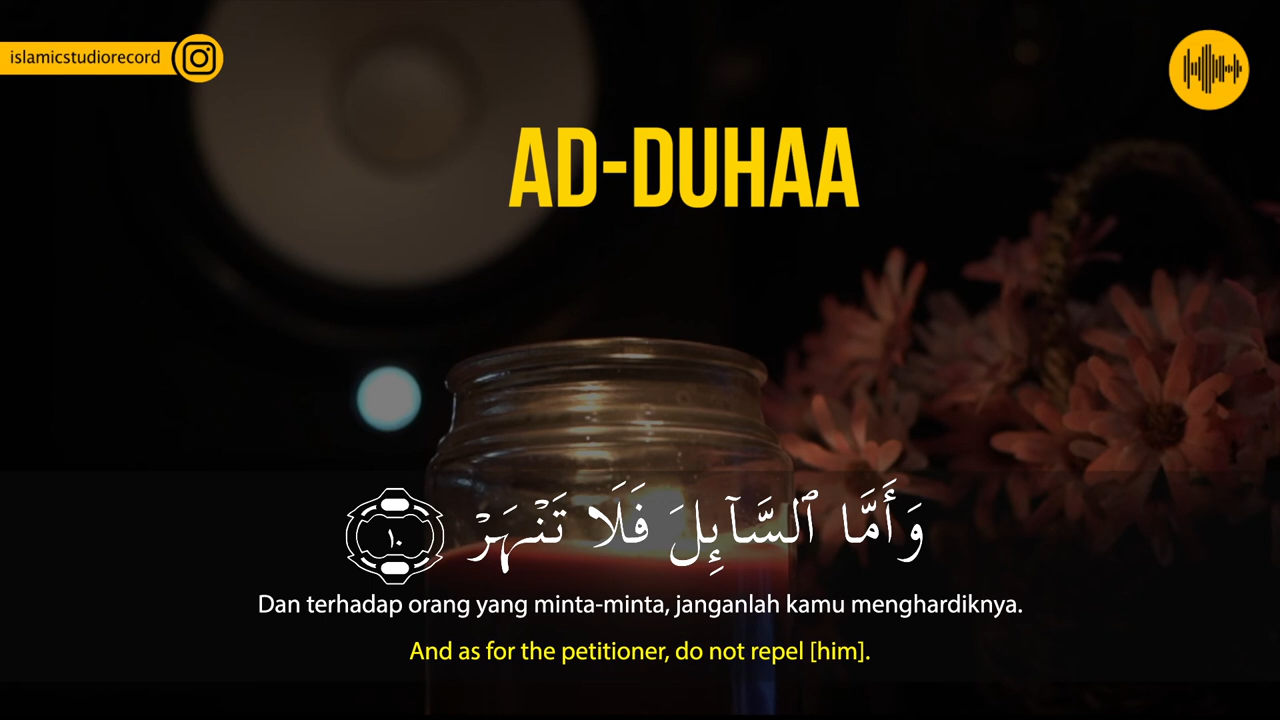 islamicstudiorecord
AD-DUHAA
وَأَمَّا ٱلسَّآئِلَ فَلَا تَنْهَرْ ١٠
Dan terhadap orang yang minta-minta, janganlah kamu menghardiknya.
And as for the petitioner, do not repel [him].